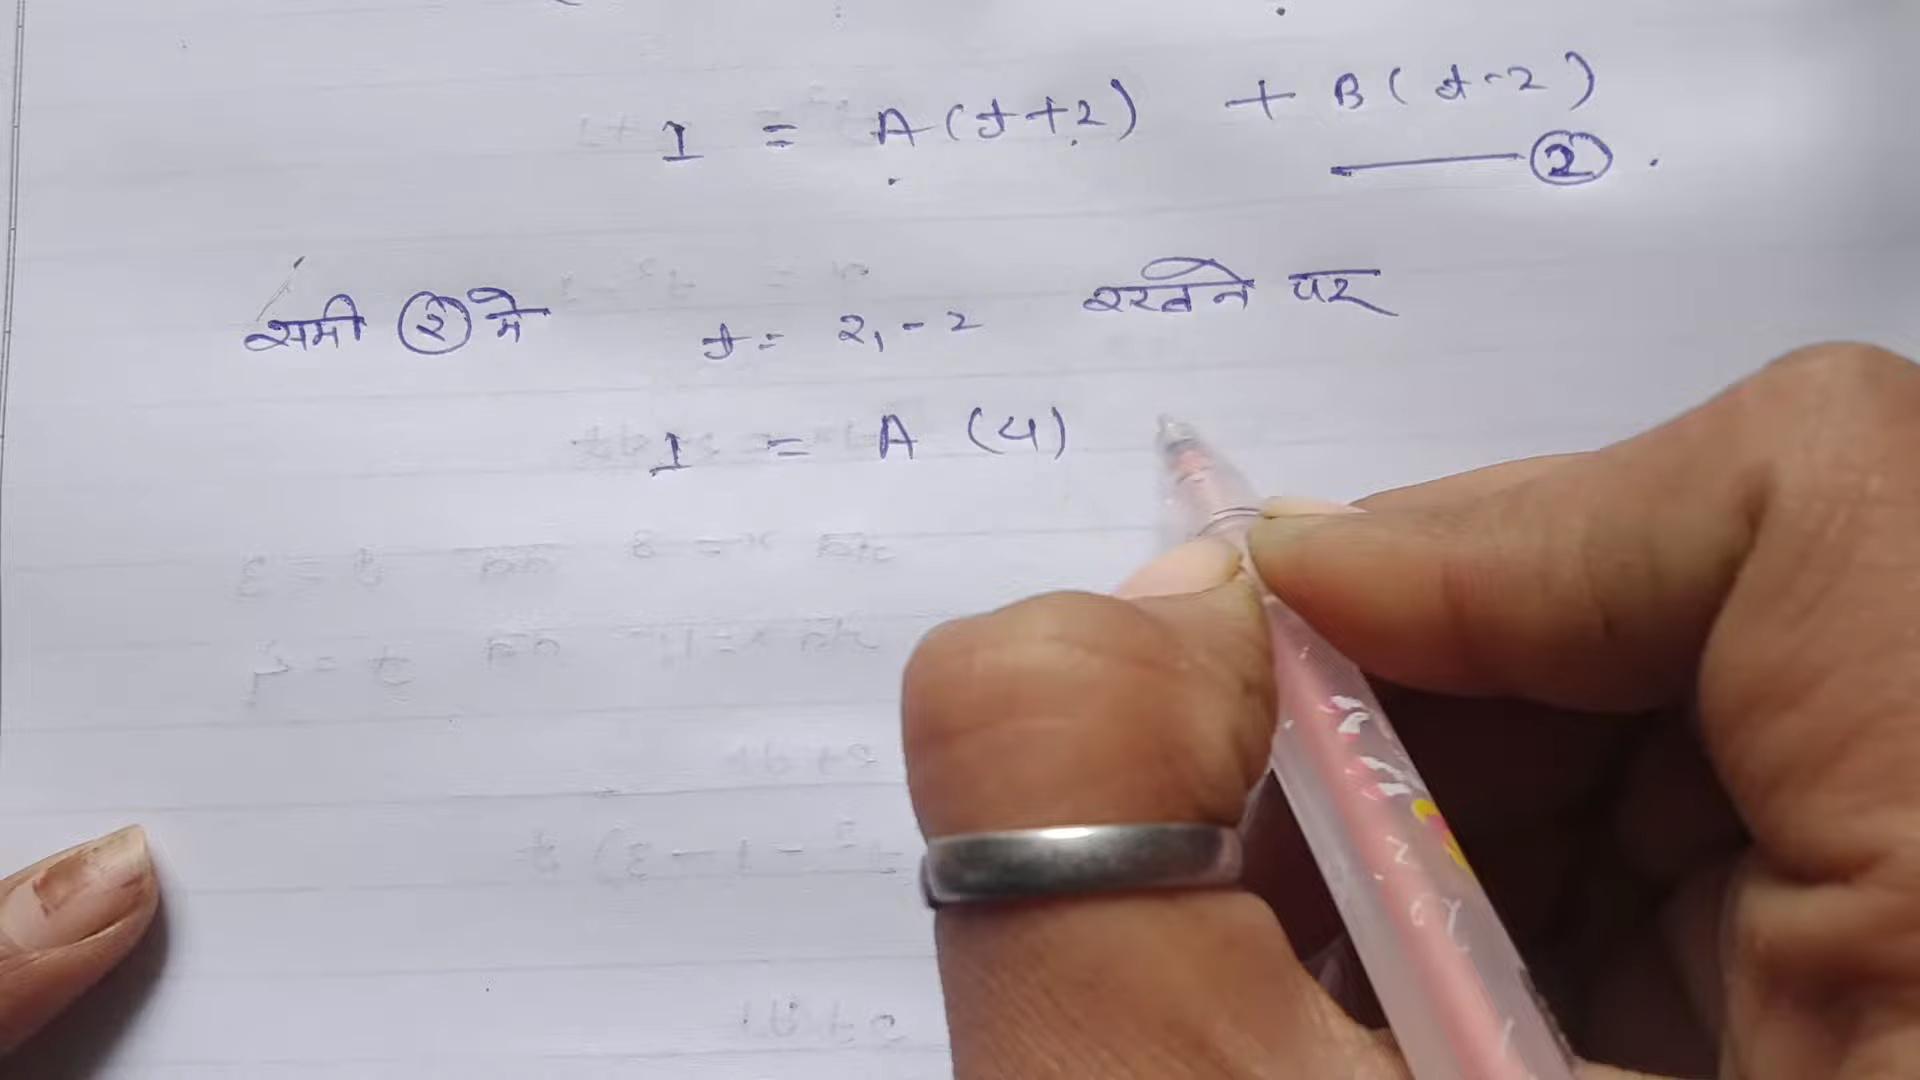 1 = A(t+2) + B(t-2)
——— ②.
समी ② मे t = 2, -2 रखने पर
1 = A (4)